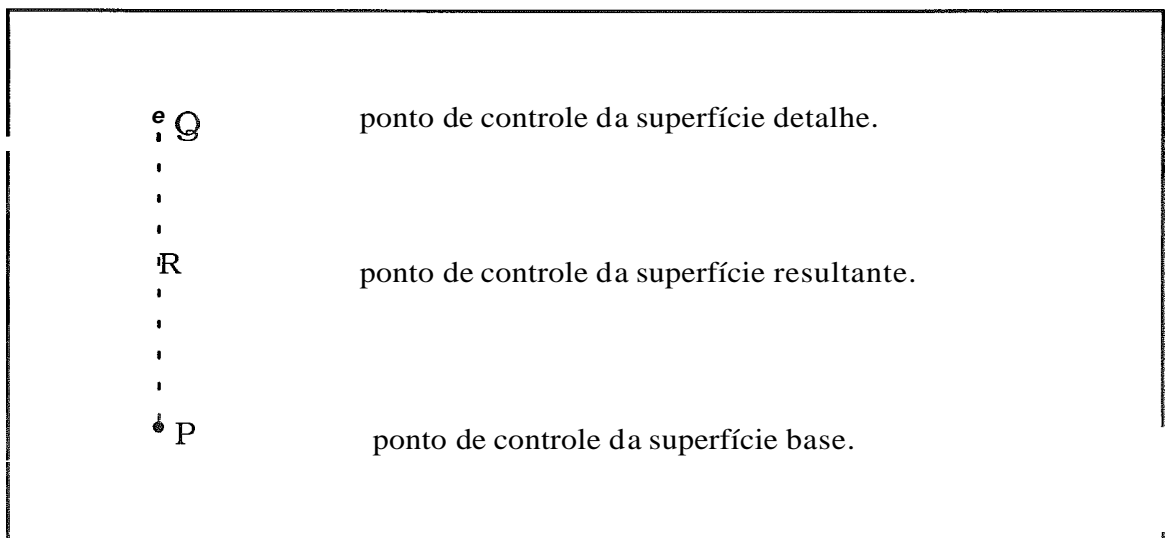 Q ponto de controle da superfície detalhe.
R ponto de controle da superfície resultante.
P ponto de controle da superfície base.